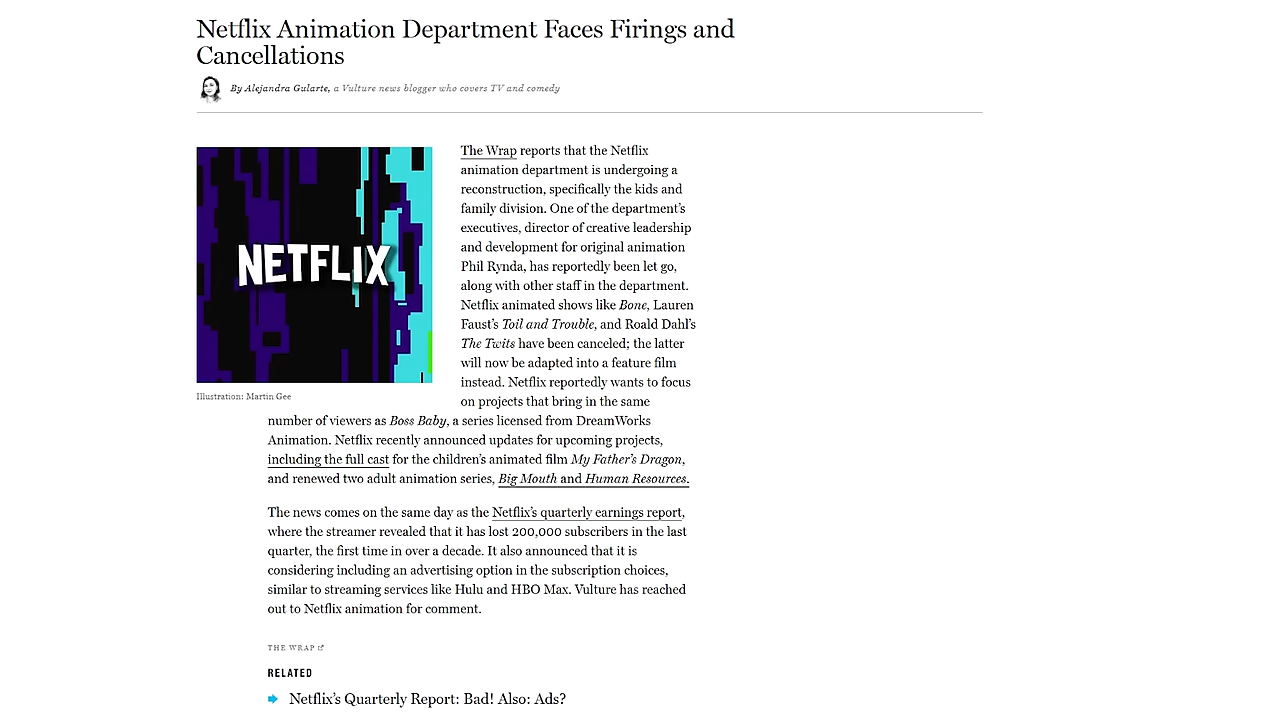 Netflix Animation Department Faces Firings and
Cancellations
By Alejandra Gularte, a Vulture news blogger who covers TV and comedy
NETFLIX
Illustration: Martin Gee
The Wrap reports that the Netflix
animation department is undergoing a
reconstruction, specifically the kids and
family division. One of the department's
executives, director of creative leadership
and development for original animation
Phil Rynda, has reportedly been let go,
along with other staff in the department.
Netflix animated shows like Bone, Lauren
Faust's Toil and Trouble, and Roald Dahl's
The Twits have been canceled; the latter
will now be adapted into a feature film
instead. Netflix reportedly wants to focus
on projects that bring in the same
number of viewers as Boss Baby, a series licensed from DreamWorks
Animation. Netflix recently announced updates for upcoming projects,
including the full cast for the children's animated film My Father's Dragon,
and renewed two adult animation series, Big Mouth and Human Resources.
The news comes on the same day as the Netflix's quarterly earnings report,
where the streamer revealed that it has lost 200,000 subscribers in the last
quarter, the first time in over a decade. It also announced that it is
considering including an advertising option in the subscription choices,
similar to streaming services like Hulu and HBO Max. Vulture has reached
out to Netflix animation for comment.
THE WRAP
RELATED
Netflix's Quarterly Report: Bad! Also: Ads?